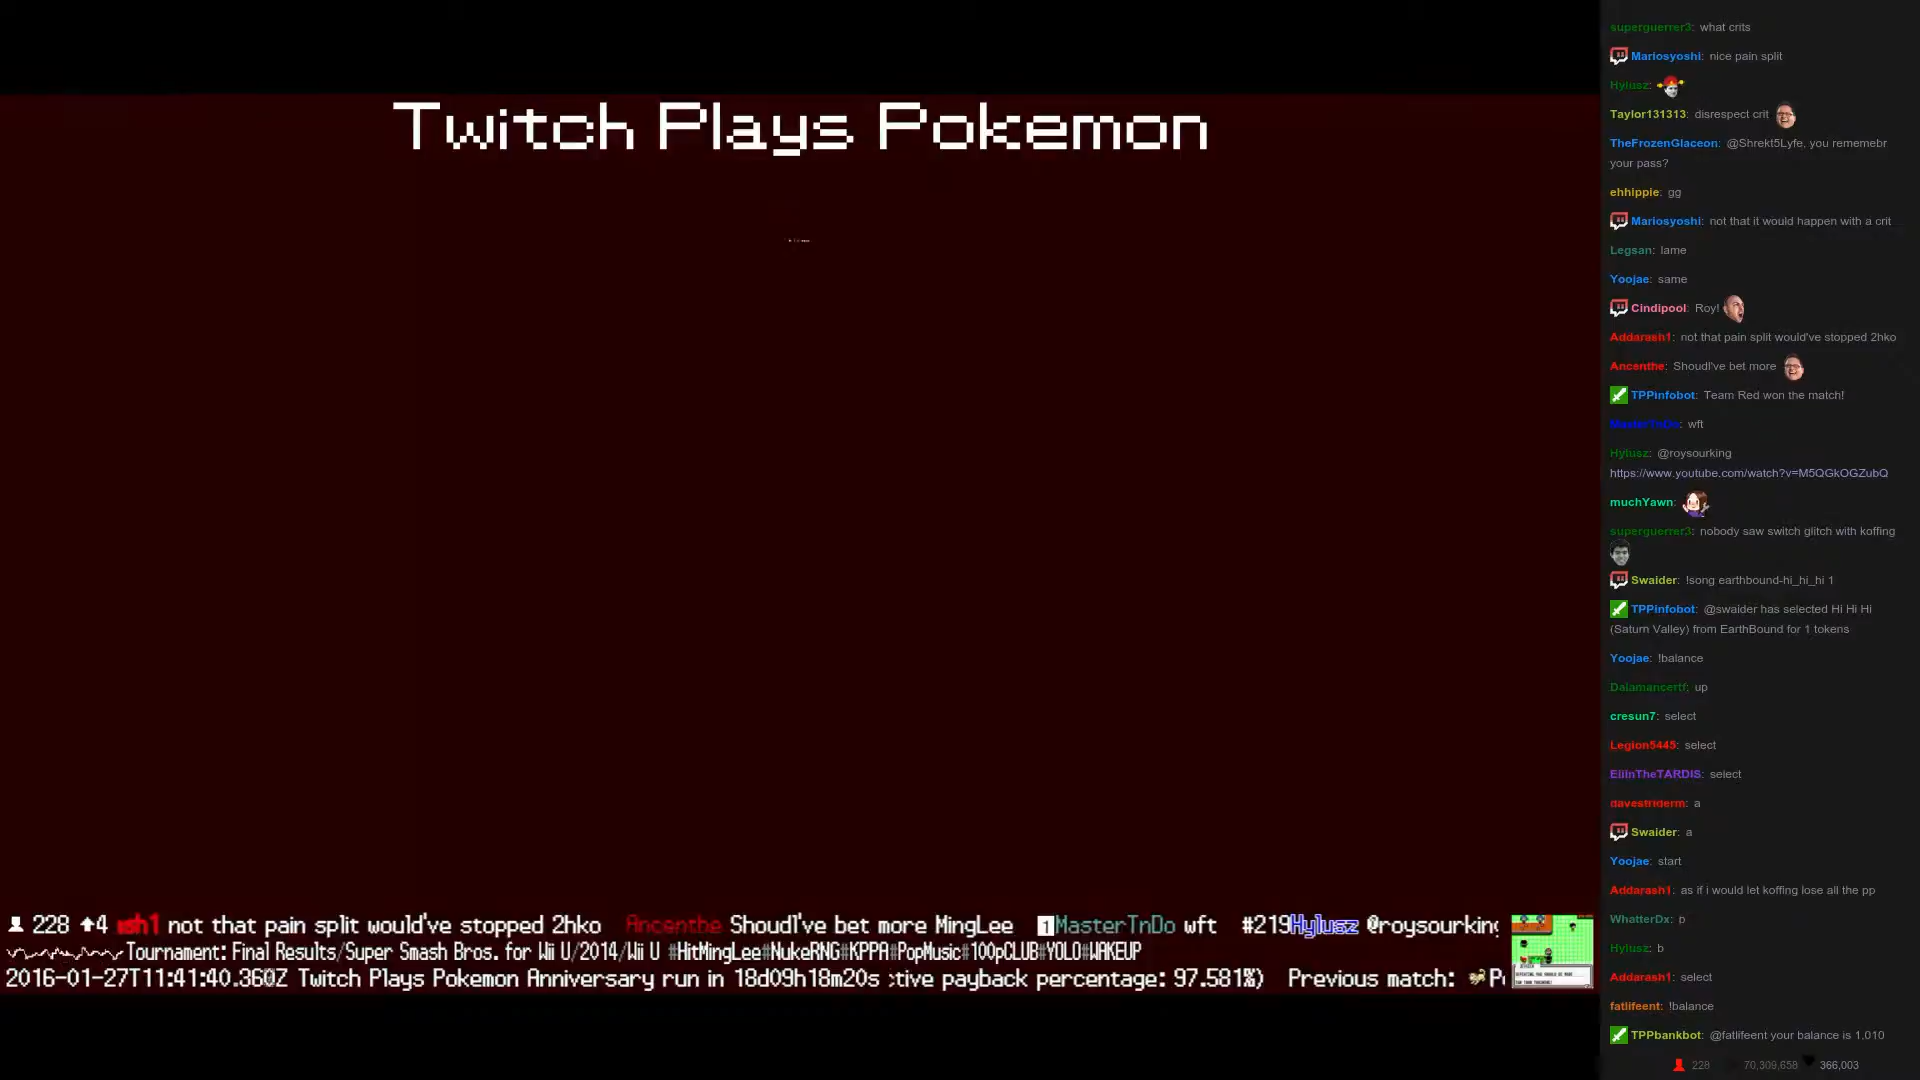 Twitch Plays Pokemon
228 4 ush1 not that pain split would've stopped 2hko Ancenthe Shoudl've bet more MingLee 1 MasterTnDo wft #219 Hylusz @roysourking
Tournament: Final Results/Super Smash Bros. for Wii U/2014/Wii U #HitMingLee#NukeRNG#KPPA#PopMusic#100pCLUB#YOLO#WAKEUP
2016-01-27T11:41:40.360Z Twitch Plays Pokemon Anniversary run in 18d09h18m20s tive payback percentage: 97.581%) Previous match:
superguerrer3: what crits
Mariosyoshi: nice pain split
Hylusz:
Taylor131313: disrespect crit
TheFrozenGlaceon: @Shrekt5Lyfe, you rememebr
your pass?
ehhippie: gg
Mariosyoshi: not that it would happen with a crit
Legsan: lame
Yoojae: same
Cindipool: Roy!
Addarash1: not that pain split would've stopped 2hko
Ancenthe: Shoudl've bet more
TPPinfobot: Team Red won the match!
MasterTnDo: wft
Hylusz: @roysourking
https://www.youtube.com/watch?v=M5QGkOGZubQ
muchYawn:
superguerrer3: nobody saw switch glitch with koffing
Swaider: !song earthbound-hi_hi_hi 1
TPPinfobot: @swaider has selected Hi Hi Hi
(Saturn Valley) from EarthBound for 1 tokens
Yoojae: !balance
Dalamancertf: up
cresun7: select
Legion5445: select
EiiInTheTARDIS: select
davestriderm: a
Swaider: a
Yoojae: start
Addarash1: as if i would let koffing lose all the pp
WhatterDx: b
Hylusz: b
Addarash1: select
fatlifeent: !balance
TPPbankbot: @fatlifeent your balance is 1,010
228 70,309,658 366,003